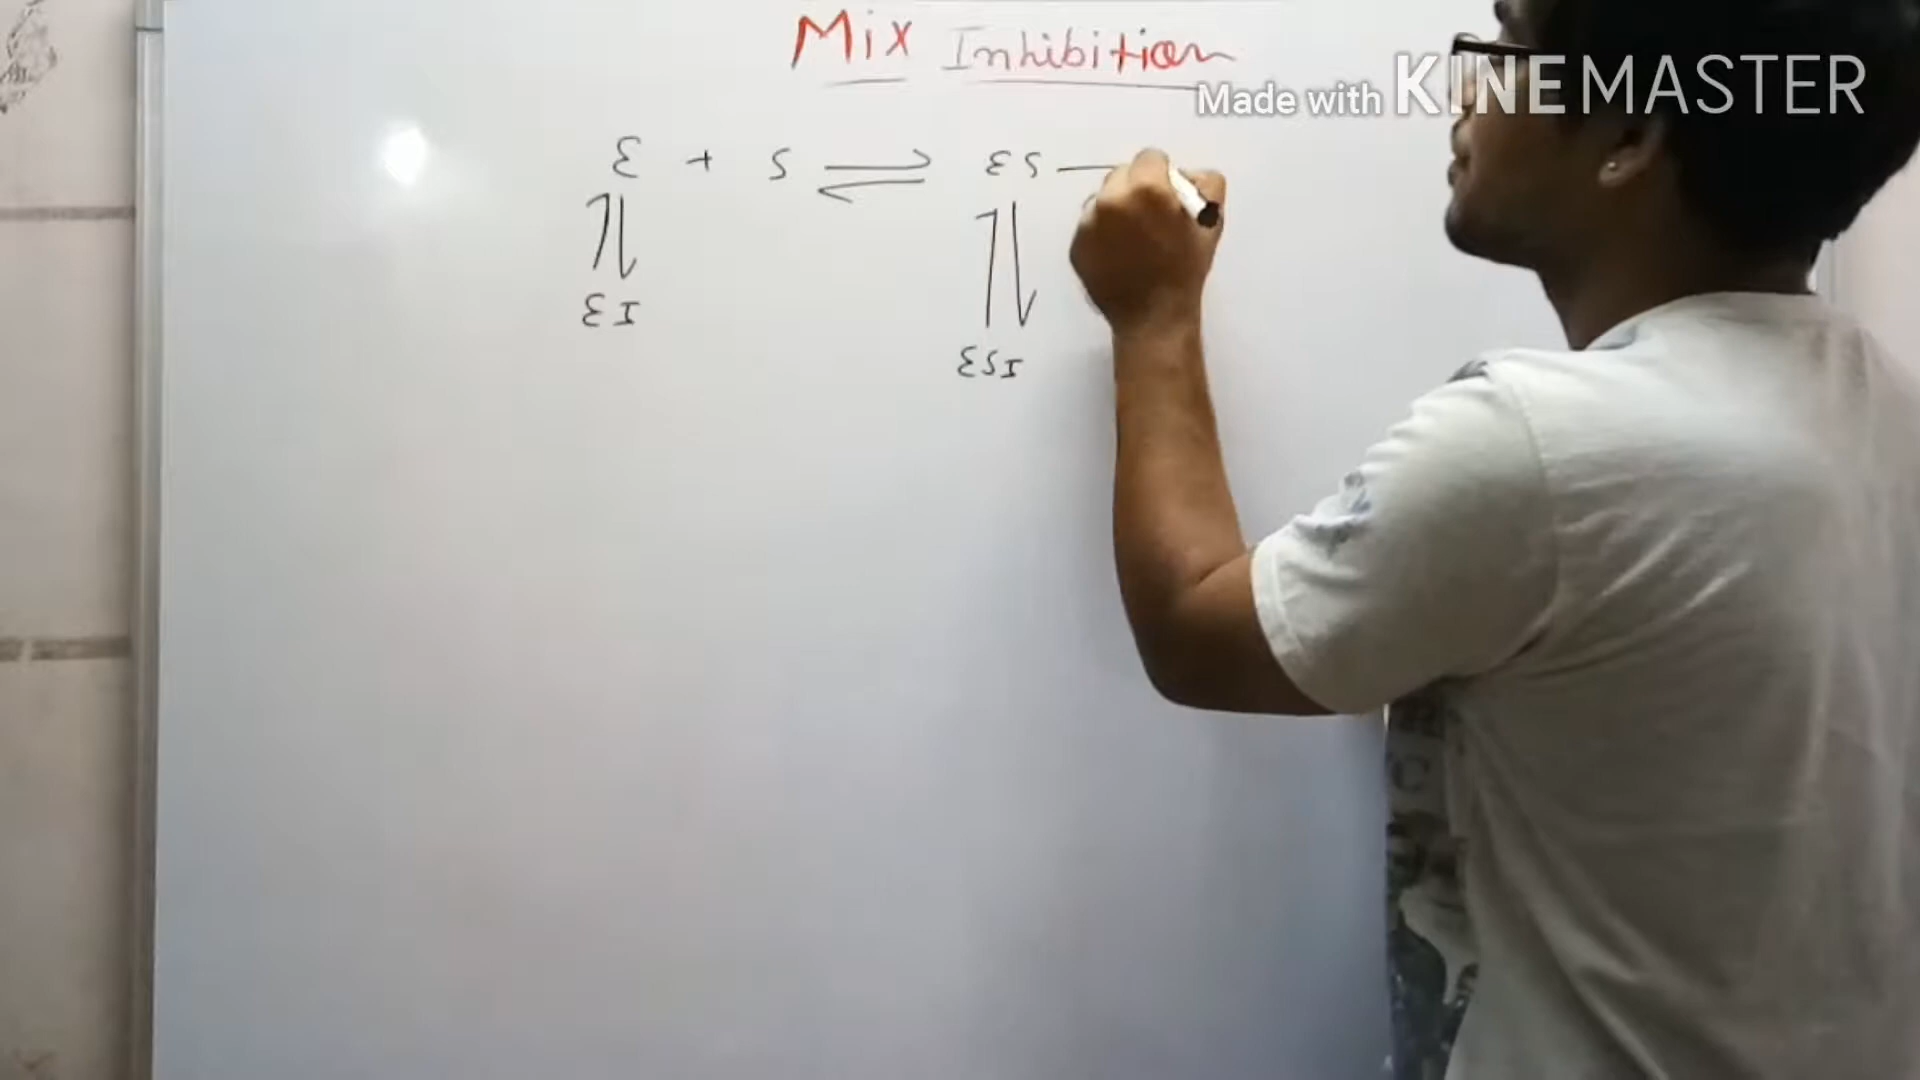 Mix Inhibition
Made with KINEMASTER
E + S ⇌ ES —
⥮ ⥮
EI
ESI